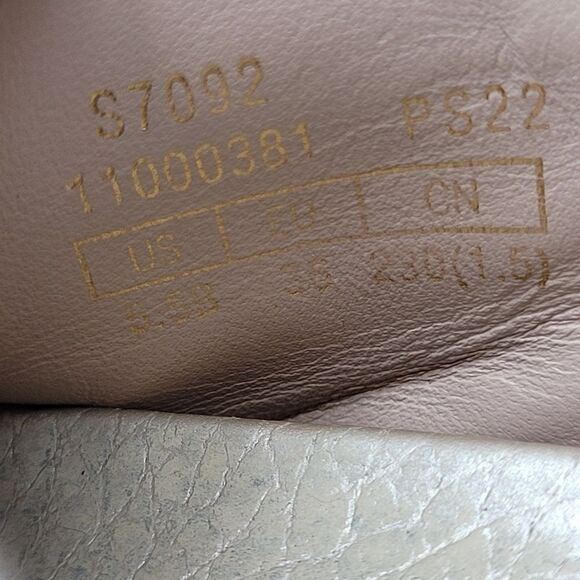 S7092
11000381 PS22
US EU CN
5.5B 36 230(1.5)